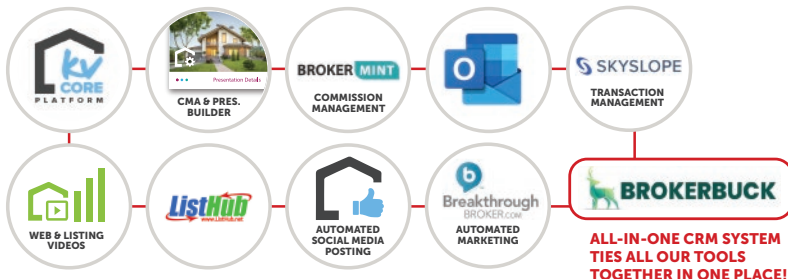 kv
CORE
PLATFORM
Presentation Details
CMA & PRES.
BUILDER
BROKERMINT
COMMISSION
MANAGEMENT
O
SKYSLOPE
TRANSACTION
MANAGEMENT
WEB & LISTING
VIDEOS
ListHub
www.ListHub.net
AUTOMATED
SOCIAL MEDIA
POSTING
b
Breakthrough
BROKER.COM
AUTOMATED
MARKETING
BROKERBUCK
ALL-IN-ONE CRM SYSTEM
TIES ALL OUR TOOLS
TOGETHER IN ONE PLACE!